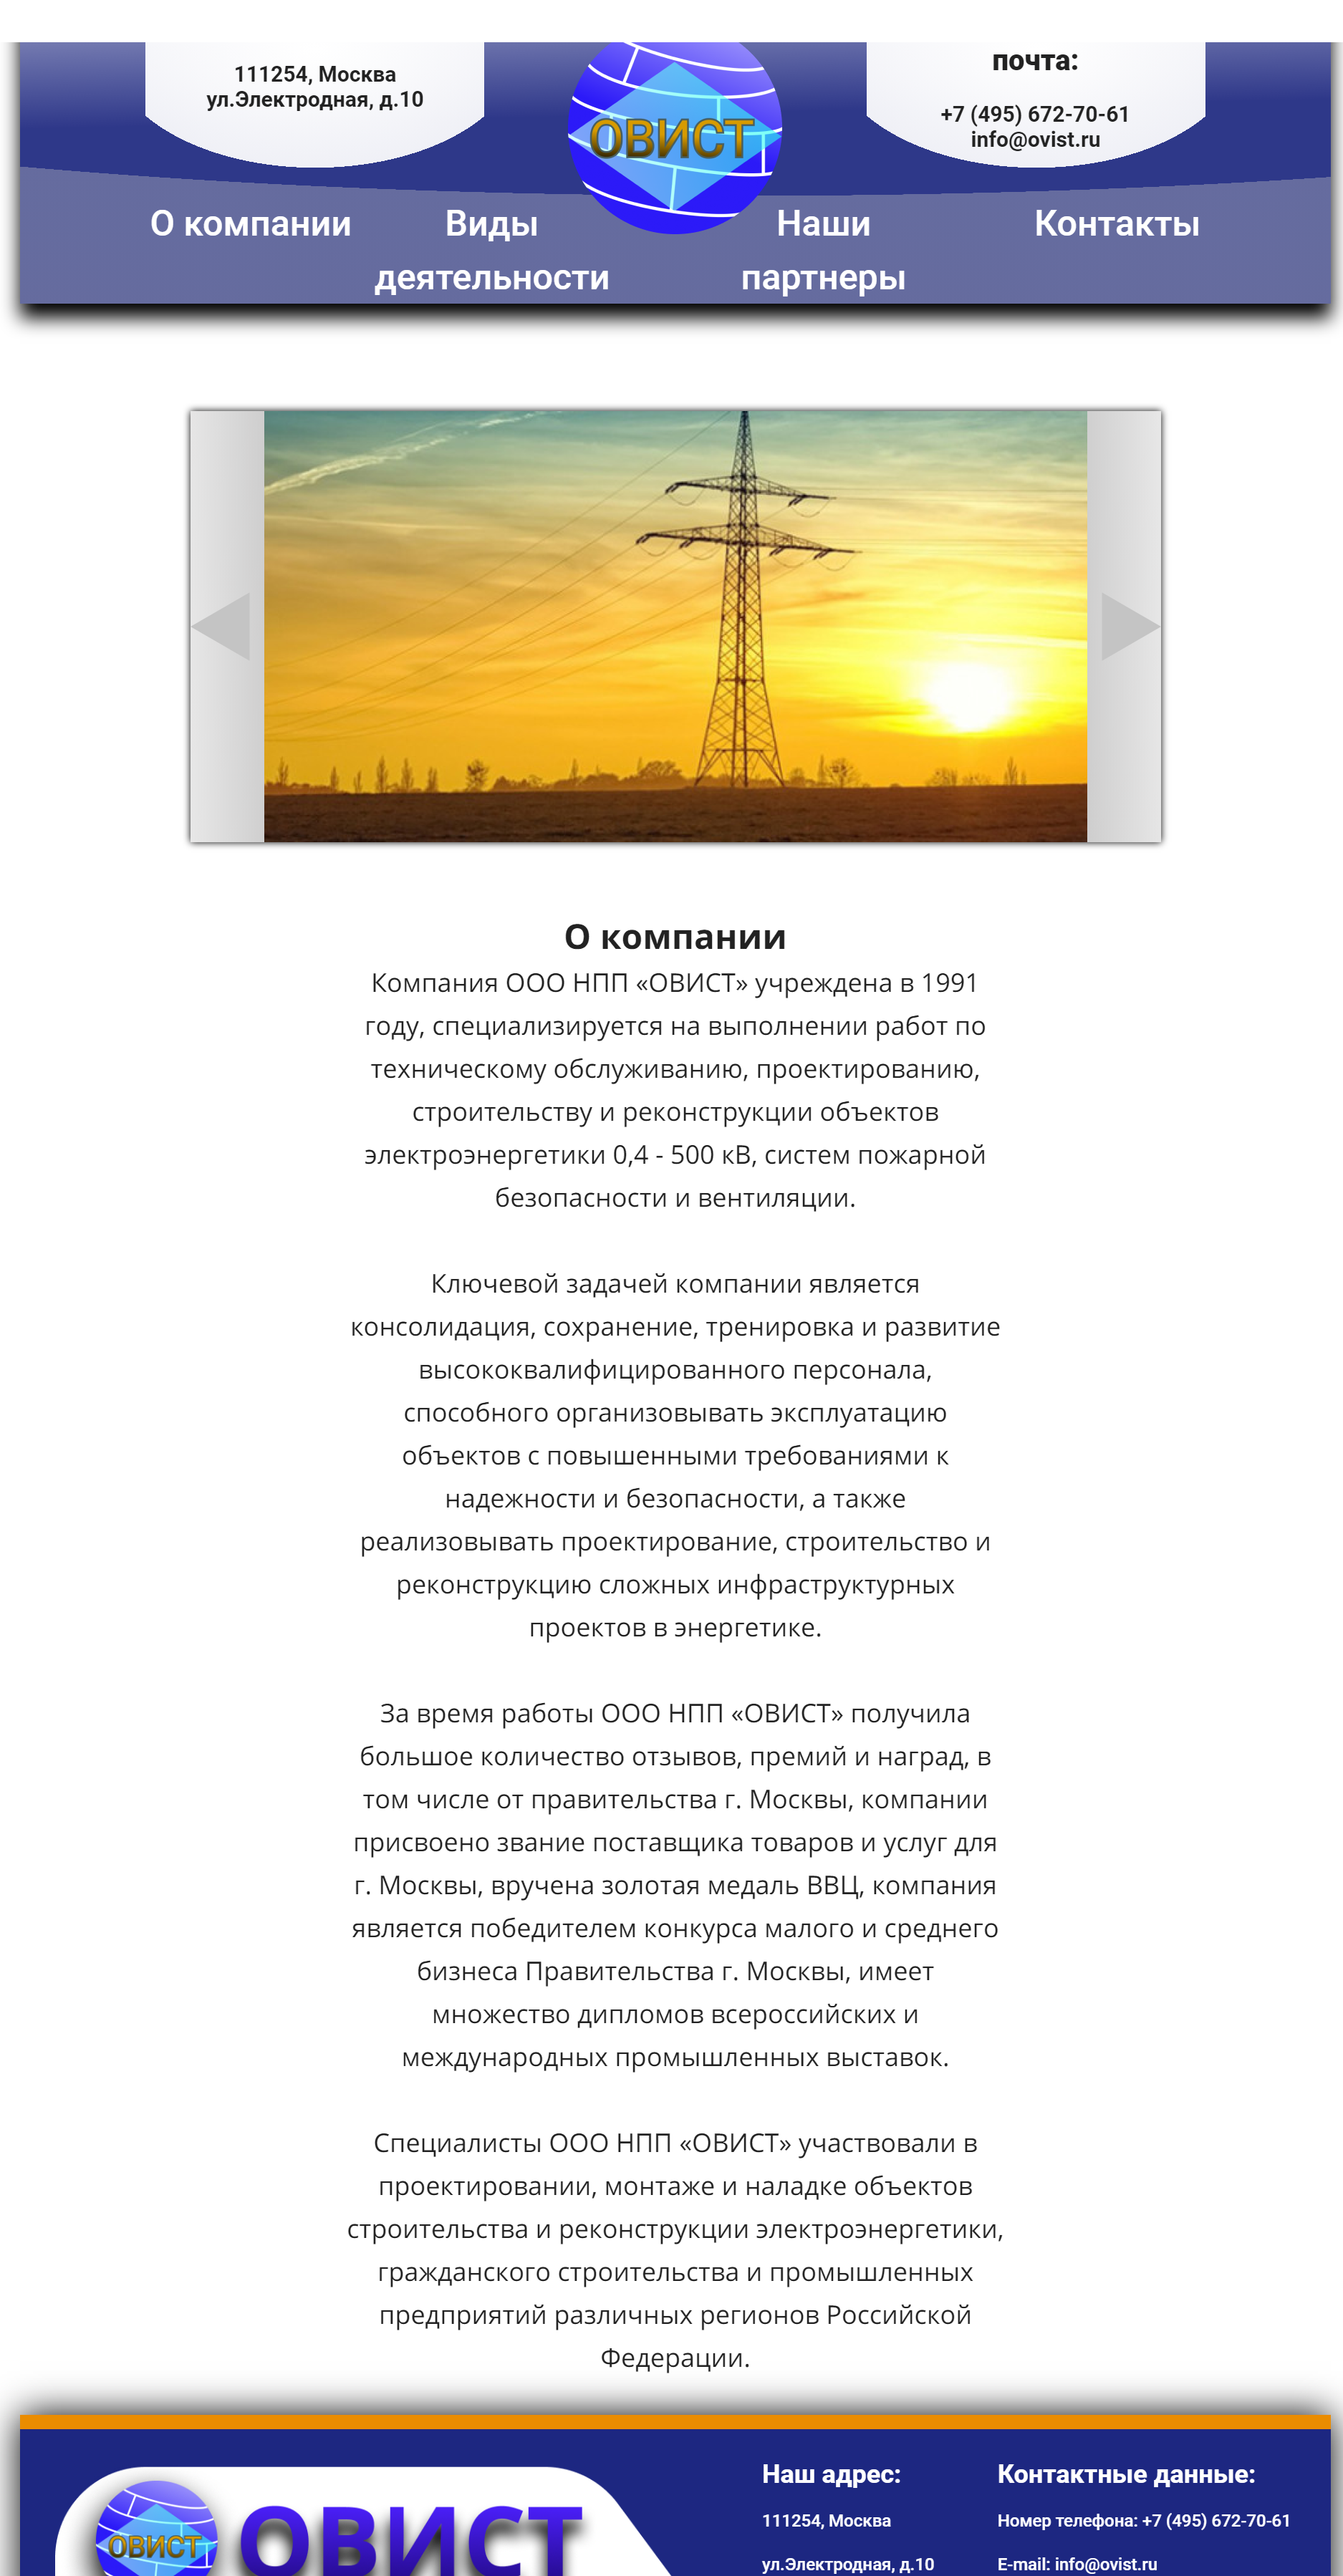 111254, Москва
ул.Электродная, д.10
ОВИСТ
почта:
+7 (495) 672-70-61
info@ovist.ru
О компании
Виды
деятельности
Наши
партнеры
Контакты
О компании
Компания ООО НПП «ОВИСТ» учреждена в 1991
году, специализируется на выполнении работ по
техническому обслуживанию, проектированию,
строительству и реконструкции объектов
электроэнергетики 0,4 - 500 кВ, систем пожарной
безопасности и вентиляции.
Ключевой задачей компании является
консолидация, сохранение, тренировка и развитие
высококвалифицированного персонала,
способного организовывать эксплуатацию
объектов с повышенными требованиями к
надежности и безопасности, а также
реализовывать проектирование, строительство и
реконструкцию сложных инфраструктурных
проектов в энергетике.
За время работы ООО НПП «ОВИСТ» получила
большое количество отзывов, премий и наград, в
том числе от правительства г. Москвы, компании
присвоено звание поставщика товаров и услуг для
г. Москвы, вручена золотая медаль ВВЦ, компания
является победителем конкурса малого и среднего
бизнеса Правительства г. Москвы, имеет
множество дипломов всероссийских и
международных промышленных выставок.
Специалисты ООО НПП «ОВИСТ» участвовали в
проектировании, монтаже и наладке объектов
строительства и реконструкции электроэнергетики,
гражданского строительства и промышленных
предприятий различных регионов Российской
Федерации.
ОВИСТ
ОВИСТ
Наш адрес:
111254, Москва
ул.Электродная, д.10
Контактные данные:
Номер телефона: +7 (495) 672-70-61
E-mail: info@ovist.ru